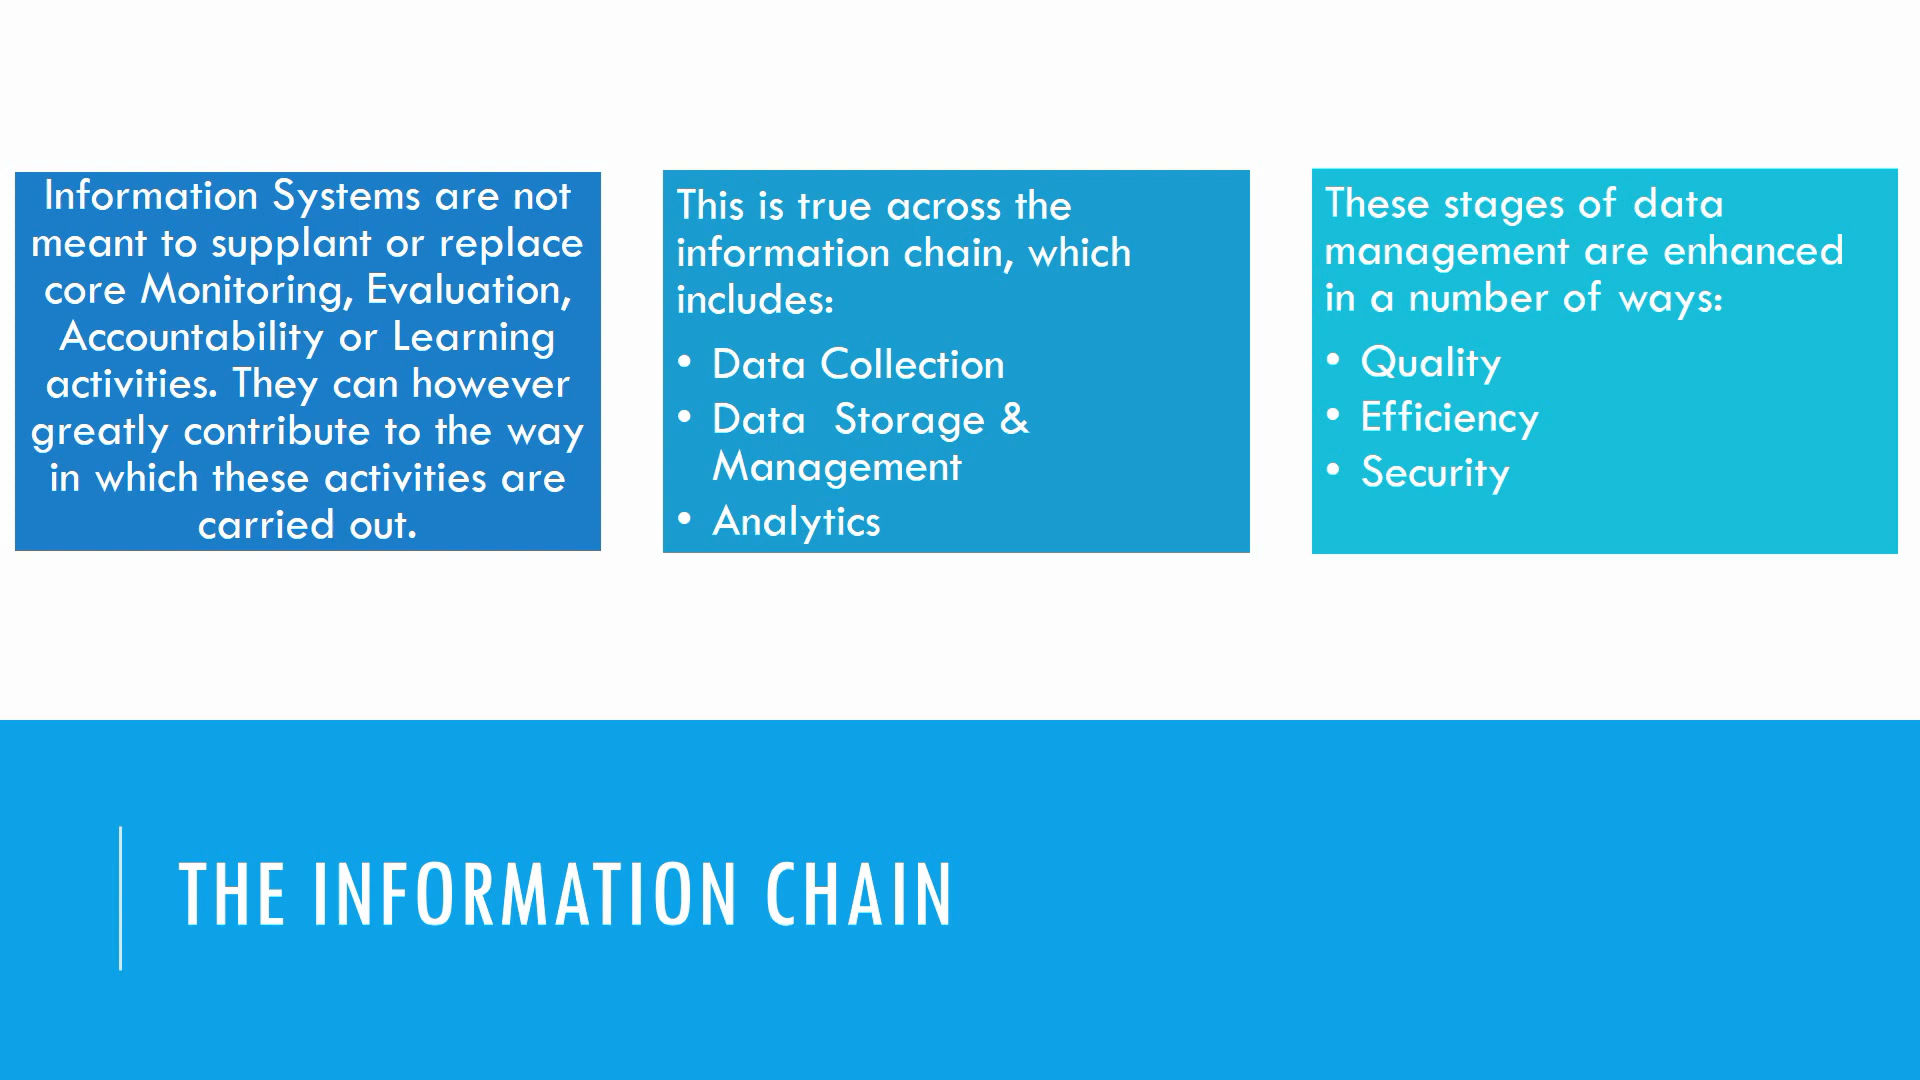 Information Systems are not
meant to supplant or replace
core Monitoring, Evaluation,
Accountability or Learning
activities. They can however
greatly contribute to the way
in which these activities are
carried out.
This is true across the
information chain, which
includes:
• Data Collection
• Data  Storage &
Management
• Analytics
These stages of data
management are enhanced
in a number of ways:
• Quality
• Efficiency
• Security
THE INFORMATION CHAIN